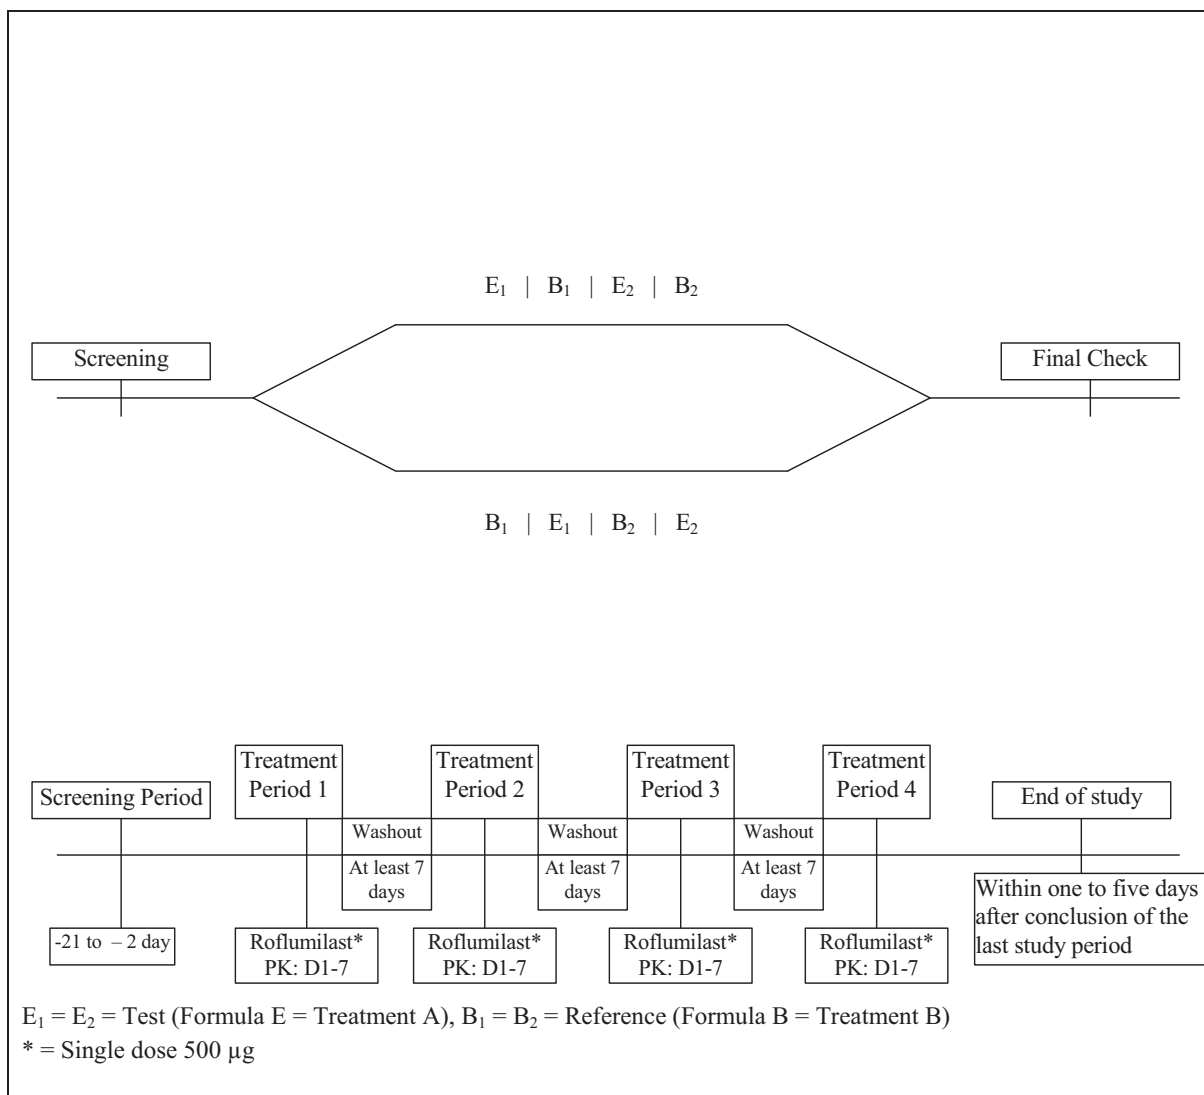 E₁ | B₁ | E₂ | B₂
Screening
Final Check
B₁ | E₁ | B₂ | E₂
Treatment
Period 1
Treatment
Period 2
Treatment
Period 3
Treatment
Period 4
Screening Period
End of study
Washout
Washout
Washout
At least 7
days
At least 7
days
At least 7
days
Within one to five days
after conclusion of the
last study period
-21 to – 2 day
Roflumilast*
PK: D1-7
Roflumilast*
PK: D1-7
Roflumilast*
PK: D1-7
Roflumilast*
PK: D1-7
E₁ = E₂ = Test (Formula E = Treatment A), B₁ = B₂ = Reference (Formula B = Treatment B)
* = Single dose 500 µg